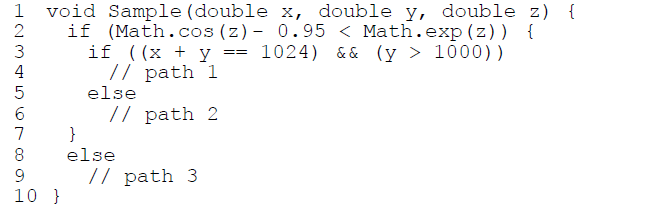 1 void Sample(double x, double y, double z) {
2 if (Math.cos(z)- 0.95 < Math.exp(z)) {
3 if ((x + y == 1024) && (y > 1000))
4 // path 1
5 else
6 // path 2
7 }
8 else
9 // path 3
10 }